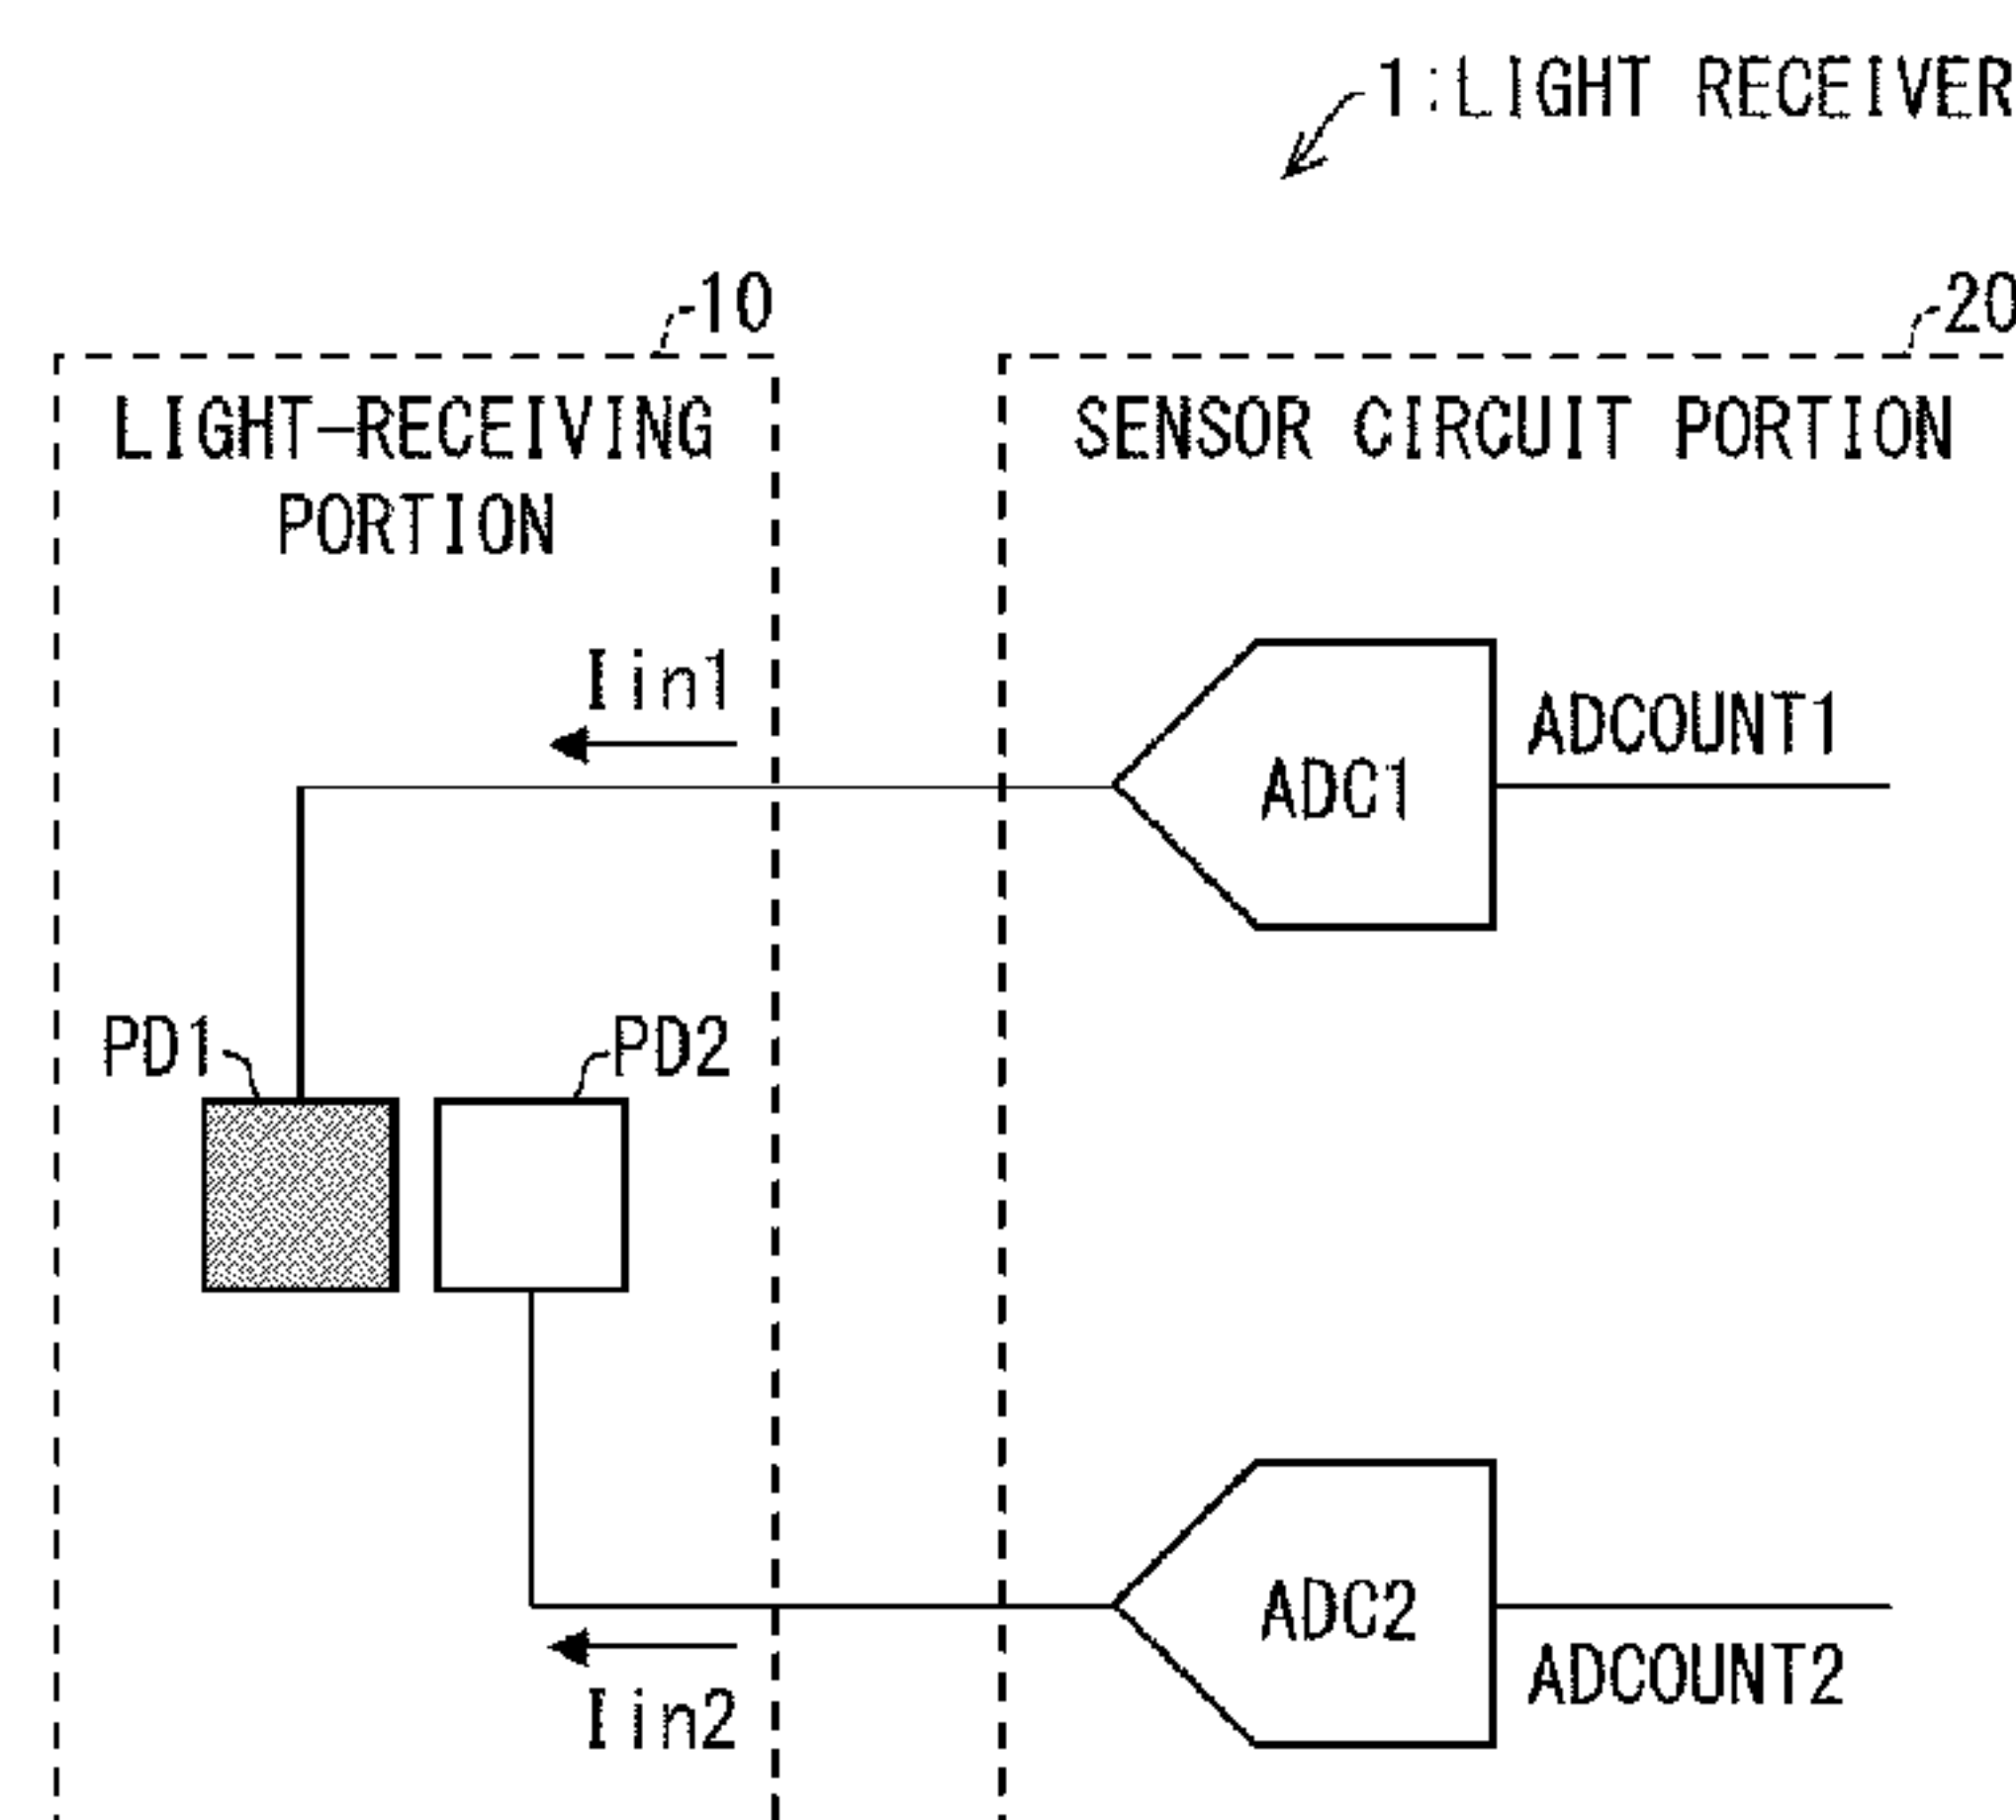 1:LIGHT RECEIVER
10
20
LIGHT-RECEIVING
PORTION
SENSOR CIRCUIT PORTION
Iin1
ADCOUNT1
ADC1
PD1
PD2
ADC2
ADCOUNT2
Iin2